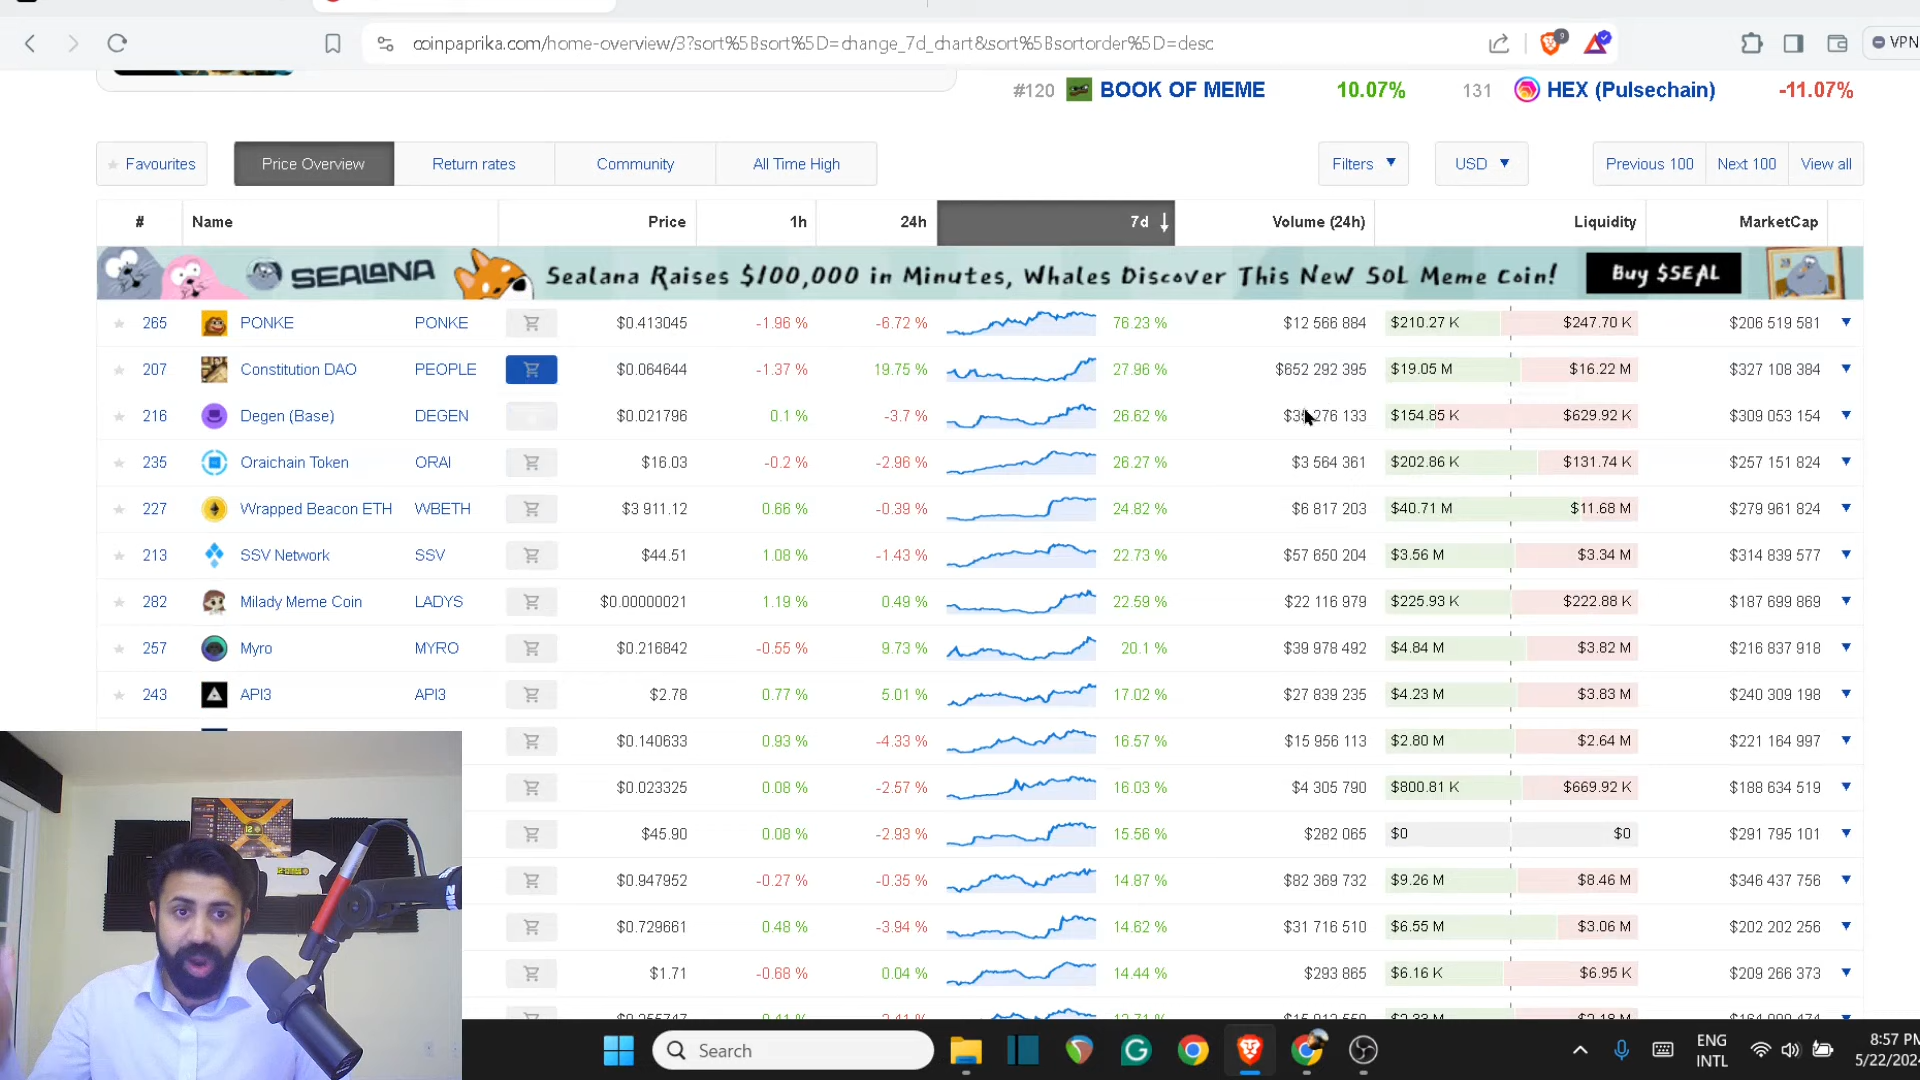 coinpaprika.com/home-overview/3?sort%5Bsort%5D=change_7d_chart&sort%5Bsortorder%5D=desc
9
VPN
#120 BOOK OF MEME 10.07% 131 HEX (Pulsechain) -11.07%
Favourites Price Overview Return rates Community All Time High Filters USD Previous 100 Next 100 View all
# Name Price 1h 24h 7d Volume (24h) Liquidity MarketCap
SEALANA Sealana Raises $100,000 in Minutes, Whales Discover This New SOL Meme Coin! Buy $SEAL
265 PONKE PONKE $0.413045 -1.96 % -6.72 % 76.23 % $12 566 884 $210.27 K $247.70 K $206 519 581
207 Constitution DAO PEOPLE $0.064644 -1.37 % 19.75 % 27.96 % $652 292 395 $19.05 M $16.22 M $327 108 384
216 Degen (Base) DEGEN $0.021796 0.1 % -3.7 % 26.62 % 276 133 $154.85 K $629.92 K $309 053 154
235 Oraichain Token ORAI $16.03 -0.2 % -2.96 % 26.27 % $3 564 361 $202.86 K $131.74 K $257 151 824
227 Wrapped Beacon ETH WBETH $3 911.12 0.66 % -0.39 % 24.82 % $6 817 203 $40.71 M $11.68 M $279 961 824
213 SSV Network SSV $44.51 1.08 % -1.43 % 22.73 % $57 650 204 $3.56 M $3.34 M $314 839 577
282 Milady Meme Coin LADYS $0.00000021 1.19 % 0.49 % 22.59 % $22 116 979 $225.93 K $222.88 K $187 699 869
257 Myro MYRO $0.216842 -0.55 % 9.73 % 20.1 % $39 978 492 $4.84 M $3.82 M $216 837 918
243 API3 API3 $2.78 0.77 % 5.01 % 17.02 % $27 839 235 $4.23 M $3.83 M $240 309 198
$0.140633 0.93 % -4.33 % 16.57 % $15 956 113 $2.80 M $2.64 M $221 164 997
$0.023325 0.08 % -2.57 % 16.03 % $4 305 790 $800.81 K $669.92 K $188 634 519
$45.90 0.08 % -2.93 % 15.56 % $282 065 $0 $0 $291 795 101
$0.947952 -0.27 % -0.35 % 14.87 % $82 369 732 $9.26 M $8.46 M $346 437 756
$0.729661 0.48 % -3.94 % 14.62 % $31 716 510 $6.55 M $3.06 M $202 202 256
$1.71 -0.68 % 0.04 % 14.44 % $293 865 $6.16 K $6.95 K $209 266 373
Search
ENG
INTL
8:57 PM
5/22/2024